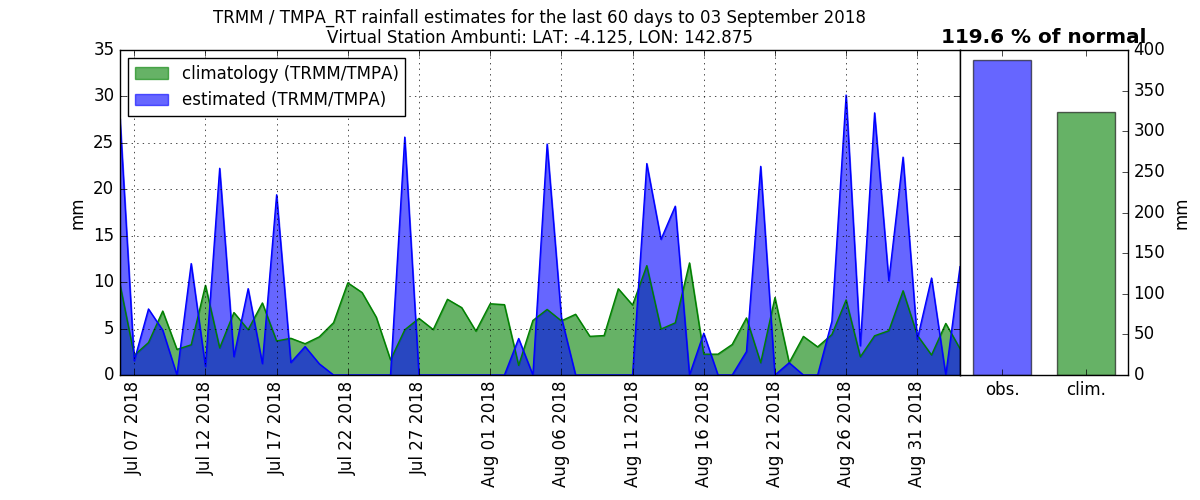 TRMM / TMPA_RT rainfall estimates for the last 60 days to 03 September 2018
Virtual Station Ambunti: LAT: -4.125, LON: 142.875
119.6 % of normal
climatology (TRMM/TMPA)
estimated (TRMM/TMPA)
35
30
25
20
15
10
5
0
mm
Jul 07 2018
Jul 12 2018
Jul 17 2018
Jul 22 2018
Jul 27 2018
Aug 01 2018
Aug 06 2018
Aug 11 2018
Aug 16 2018
Aug 21 2018
Aug 26 2018
Aug 31 2018
obs.
clim.
400
350
300
250
200
150
100
50
0
mm